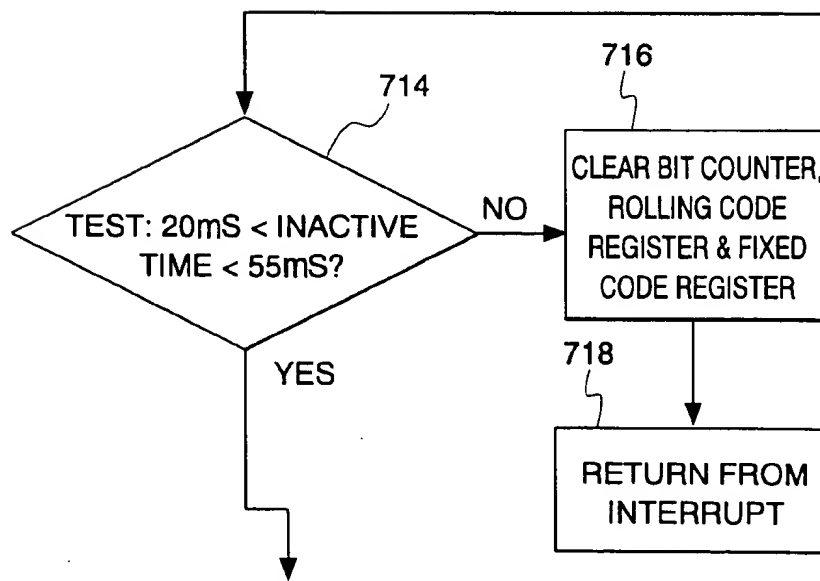 714
TEST: 20mS < INACTIVE
TIME < 55mS?
NO
YES
716
CLEAR BIT COUNTER,
ROLLING CODE
REGISTER & FIXED
CODE REGISTER
718
RETURN FROM
INTERRUPT